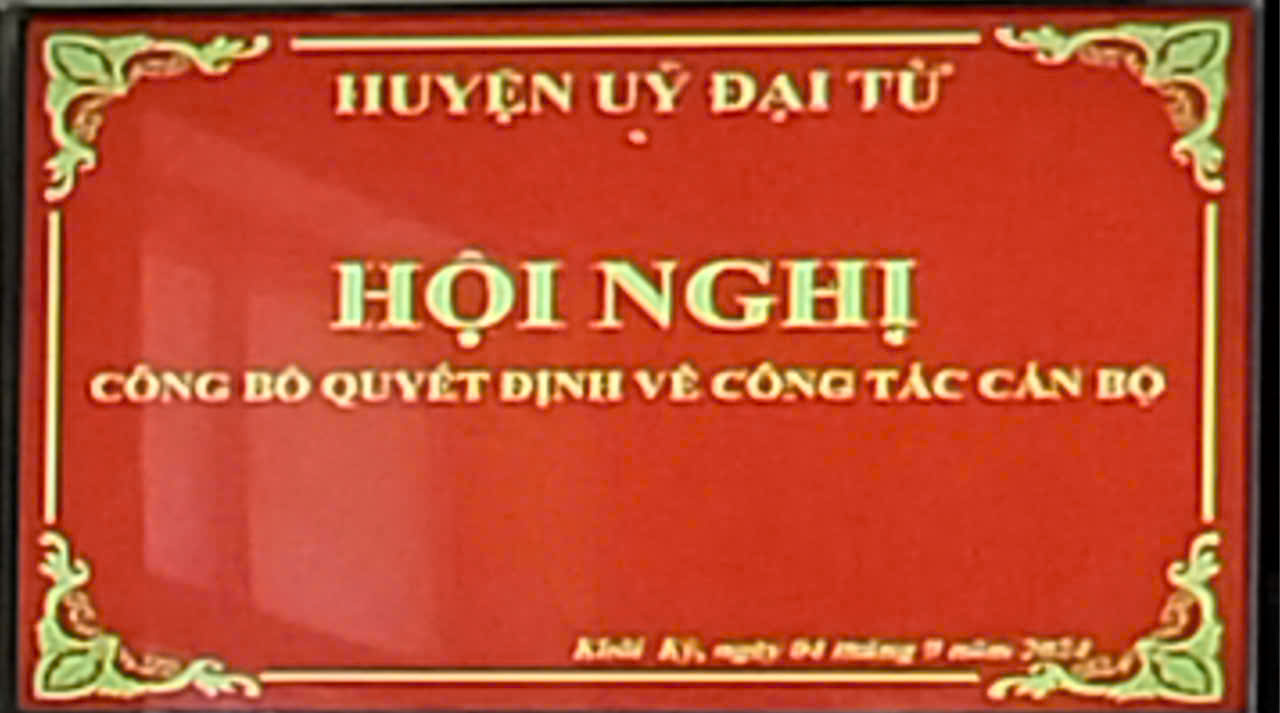 HUYỆN UỶ ĐẠI TỪ
HỘI NGHỊ
CÔNG BỐ QUYẾT ĐỊNH VỀ CÔNG TÁC CÁN BỘ
Khôi Kỳ, ngày 04 tháng 9 năm 2024